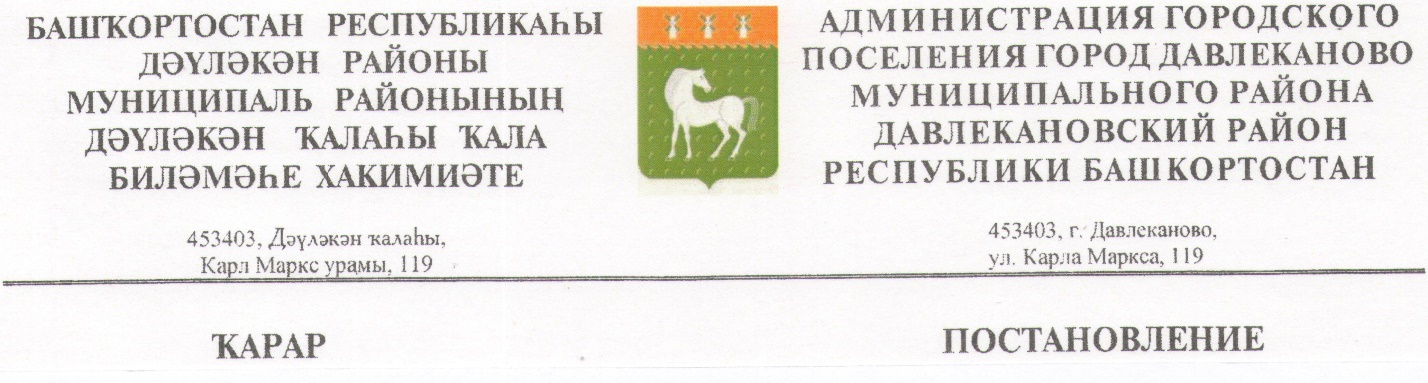 БАШҠОРТОСТАН РЕСПУБЛИКАҺЫ
ДӘҮЛӘКӘН РАЙОНЫ
МУНИЦИПАЛЬ РАЙОНЫНЫҢ
ДӘҮЛӘКӘН ҠАЛАҺЫ ҠАЛА
БИЛӘМӘҺЕ ХАКИМИӘТЕ
453403, Дәүләкән ҡалаһы,
Карл Маркс урамы, 119
АДМИНИСТРАЦИЯ ГОРОДСКОГО
ПОСЕЛЕНИЯ ГОРОД ДАВЛЕКАНОВО
МУНИЦИПАЛЬНОГО РАЙОНА
ДАВЛЕКАНОВСКИЙ РАЙОН
РЕСПУБЛИКИ БАШКОРТОСТАН
453403, г. Давлеканово,
ул. Карла Маркса, 119
ҠАРАР
ПОСТАНОВЛЕНИЕ